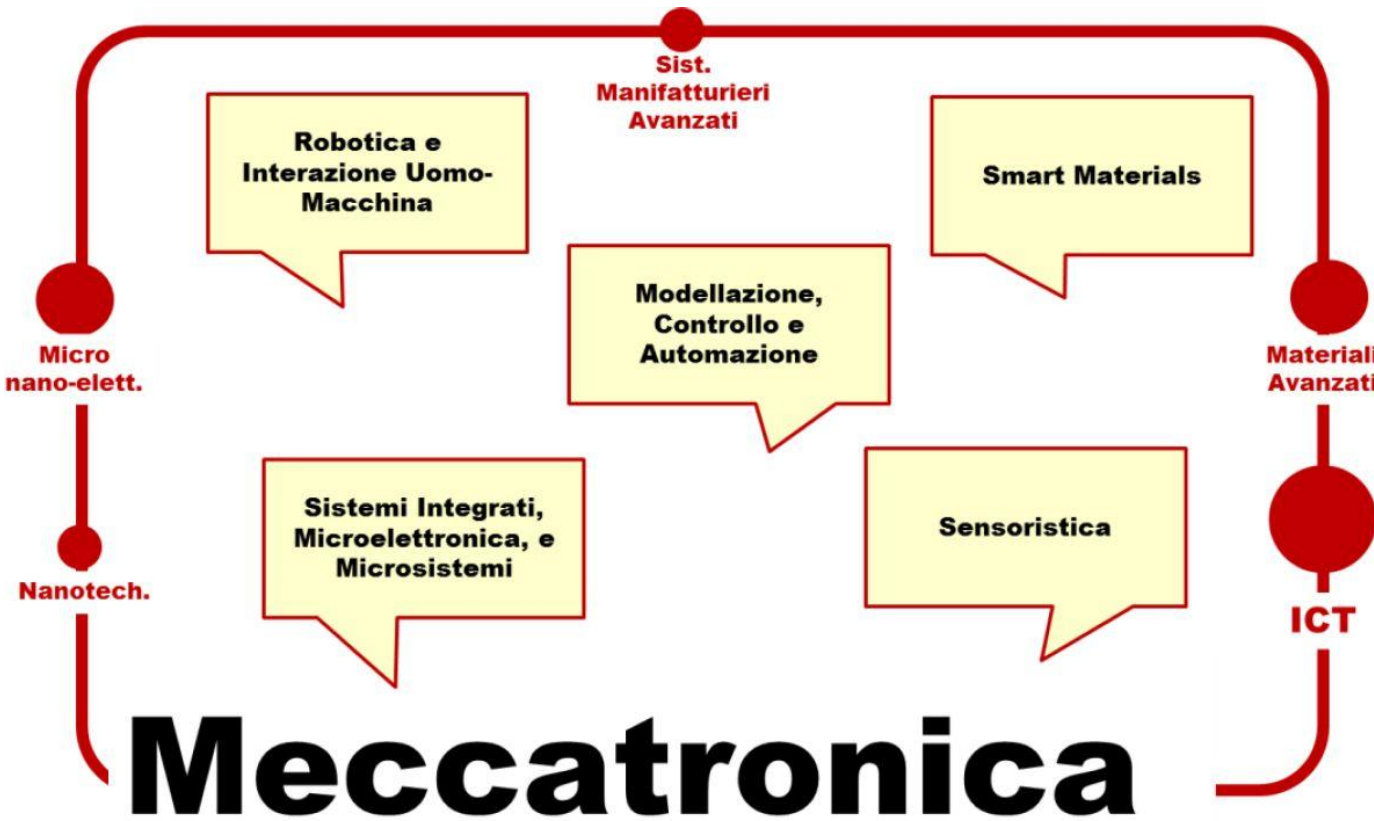 Sist.
Manifatturieri
Avanzati
Robotica e
Interazione Uomo-
Macchina
Smart Materials
Modellazione,
Controllo e
Automazione
Micro
nano-elett.
Materiali
Avanzati
Sistemi Integrati,
Microelettronica, e
Microsistemi
Sensoristica
Nanotech.
ICT
Meccatronica